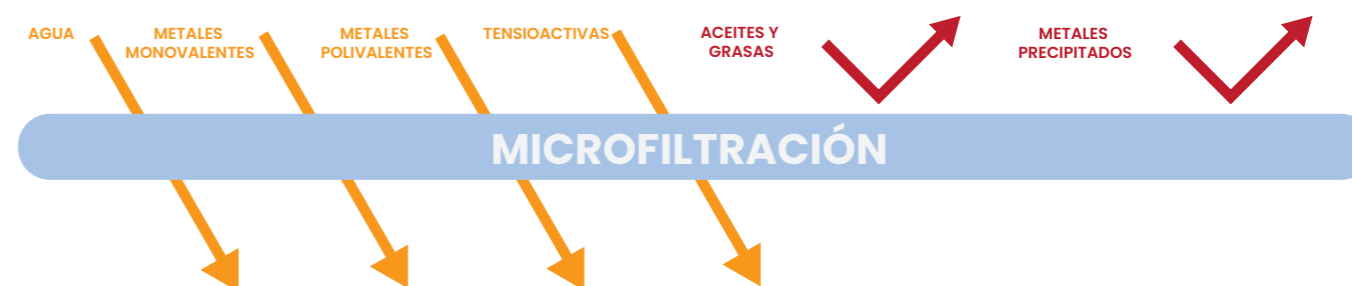 AGUA
METALES
MONOVALENTES
METALES
POLIVALENTES
TENSIOACTIVAS
ACEITES Y
GRASAS
METALES
PRECIPITADOS
MICROFILTRACIÓN